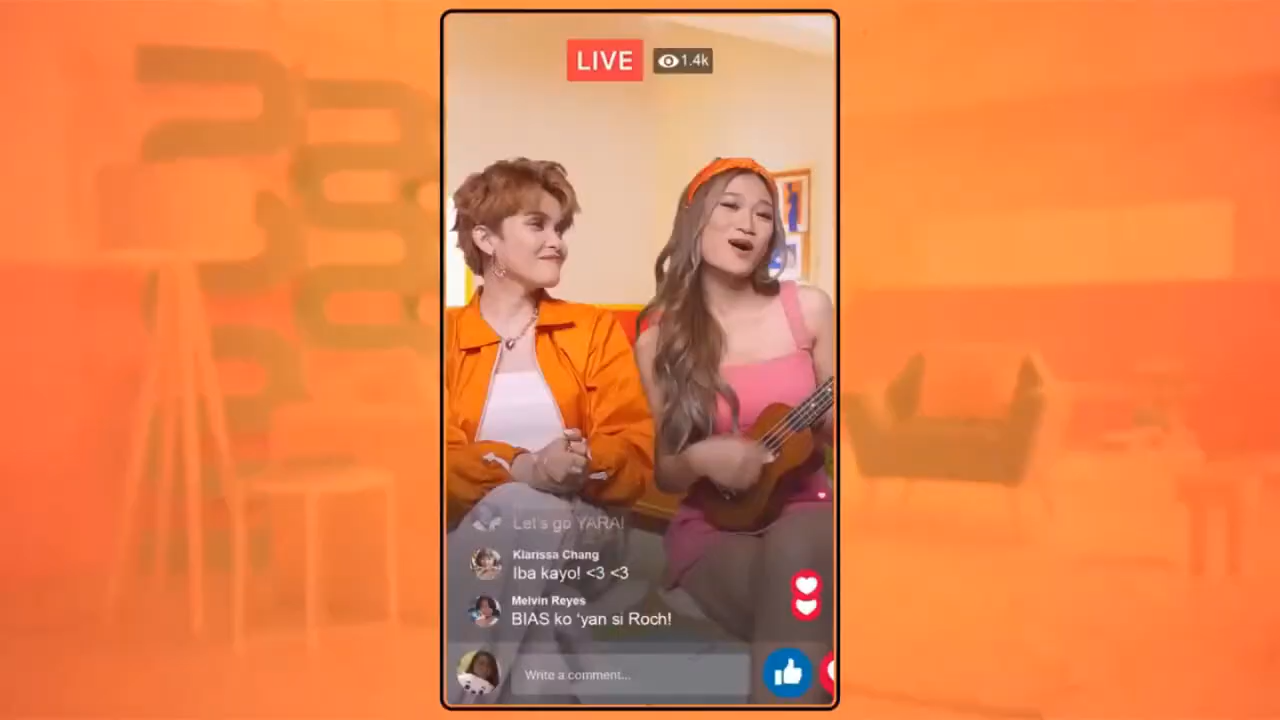 LIVE
1.4k
Let's go YARA!
Klarissa Chang
Iba kayo! <3 <3
Melvin Reyes
BIAS ko ‘yan si Roch!
Write a comment...